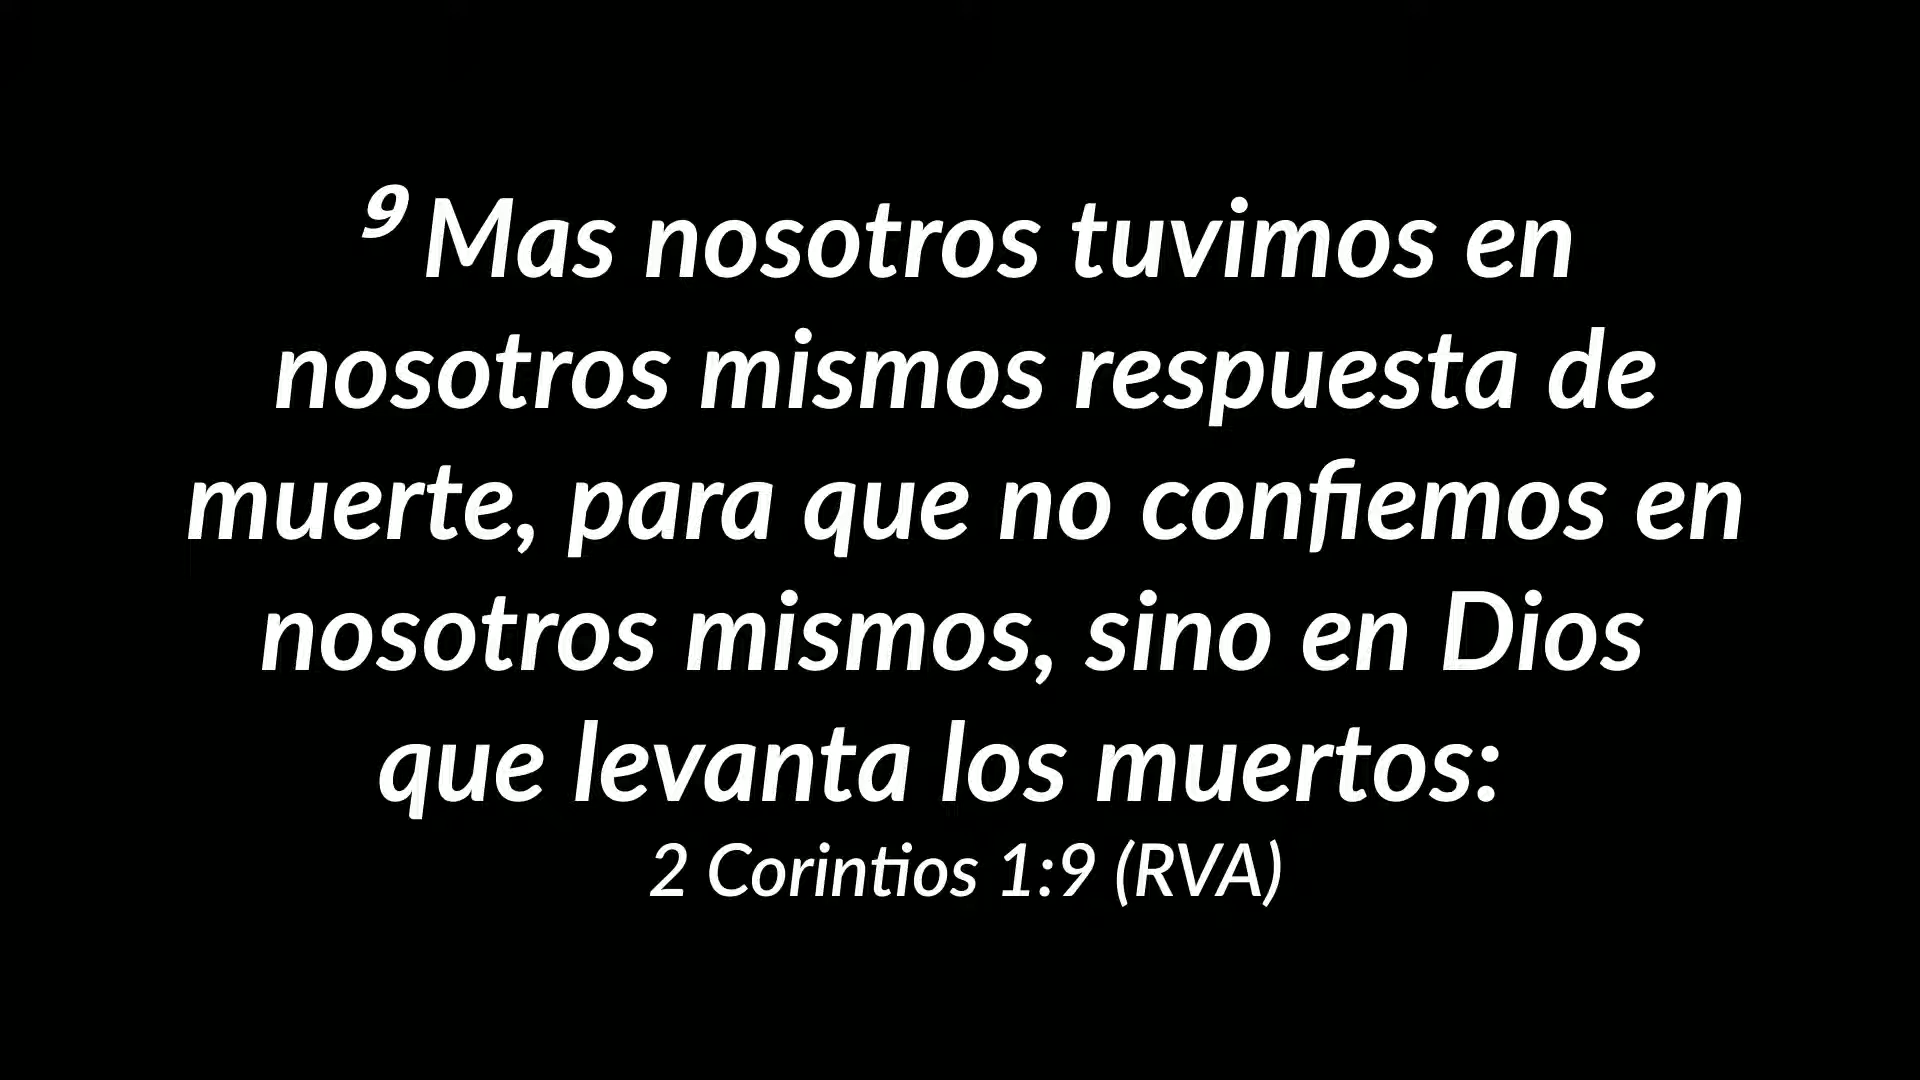 ⁹ Mas nosotros tuvimos en
nosotros mismos respuesta de
muerte, para que no confiemos en
nosotros mismos, sino en Dios
que levanta los muertos:
2 Corintios 1:9 (RVA)